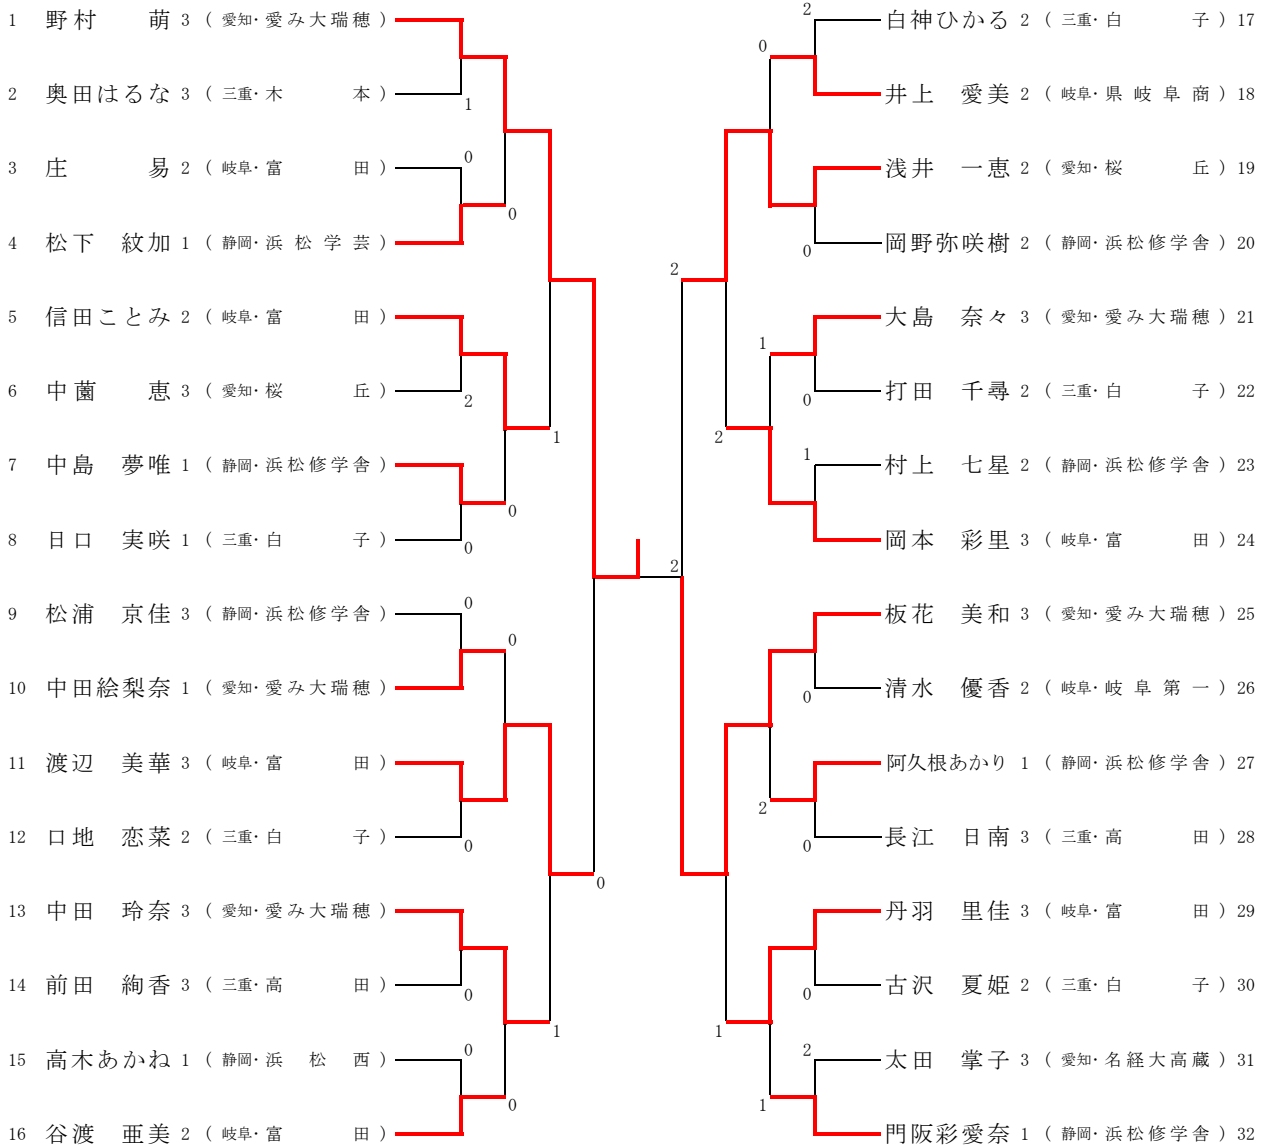 1 野村 萌 3 ( 愛知・愛み大瑞穂 )
2 奥田はるな 3 ( 三重・木 本 )
1
3 庄 易 2 ( 岐阜・富 田 )
0
4 松下 紋加 1 ( 静岡・浜松学芸 )
0
5 信田ことみ 2 ( 岐阜・富 田 )
6 中薗 恵 3 ( 愛知・桜 丘 )
2
1
7 中島 夢唯 1 ( 静岡・浜松修学舎 )
0
8 日口 実咲 1 ( 三重・白 子 )
0
9 松浦 京佳 3 ( 静岡・浜松修学舎 )
0
0
10 中田絵梨奈 1 ( 愛知・愛み大瑞穂 )
11 渡辺 美華 3 ( 岐阜・富 田 )
12 口地 恋菜 2 ( 三重・白 子 )
0
0
13 中田 玲奈 3 ( 愛知・愛み大瑞穂 )
14 前田 絢香 3 ( 三重・高 田 )
0
1
15 高木あかね 1 ( 静岡・浜松西 )
0
0
16 谷渡 亜美 2 ( 岐阜・富 田 )
2
白神ひかる 2 ( 三重・白 子 ) 17
0
井上 愛美 2 ( 岐阜・県岐阜商 ) 18
浅井 一恵 2 ( 愛知・桜 丘 ) 19
岡野弥咲樹 2 ( 静岡・浜松修学舎 ) 20
0
2
大島 奈々 3 ( 愛知・愛み大瑞穂 ) 21
1
打田 千尋 2 ( 三重・白 子 ) 22
0
2
村上 七星 2 ( 静岡・浜松修学舎 ) 23
1
岡本 彩里 3 ( 岐阜・富 田 ) 24
2
板花 美和 3 ( 愛知・愛み大瑞穂 ) 25
清水 優香 2 ( 岐阜・岐阜第一 ) 26
0
阿久根あかり 1 ( 静岡・浜松修学舎 ) 27
2
長江 日南 3 ( 三重・高 田 ) 28
0
丹羽 里佳 3 ( 岐阜・富 田 ) 29
古沢 夏姫 2 ( 三重・白 子 ) 30
0
1
太田 掌子 3 ( 愛知・名経大高蔵 ) 31
2
1
門阪彩愛奈 1 ( 静岡・浜松修学舎 ) 32